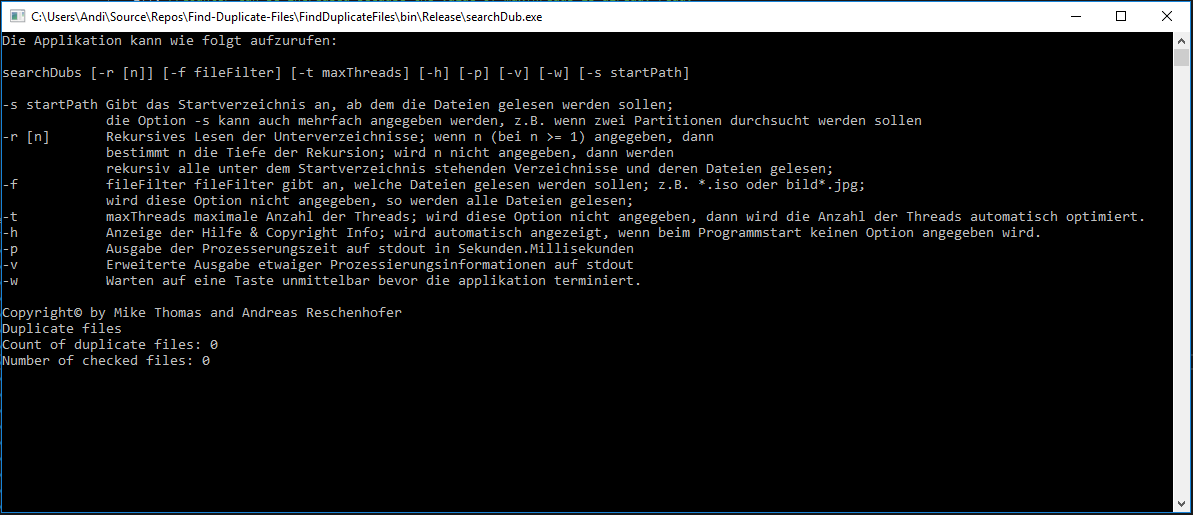 C:\Users\Andi\Source\Repos\Find-Duplicate-Files\FindDuplicateFiles\bin\Release\searchDub.exe
Die Applikation kann wie folgt aufzurufen:
searchDubs [-r [n]] [-f fileFilter] [-t maxThreads] [-h] [-p] [-v] [-w] [-s startPath]
-s startPath Gibt das Startverzeichnis an, ab dem die Dateien gelesen werden sollen;
die Option -s kann auch mehrfach angegeben werden, z.B. wenn zwei Partitionen durchsucht werden sollen
-r [n] Rekursives Lesen der Unterverzeichnisse; wenn n (bei n >= 1) angegeben, dann
bestimmt n die Tiefe der Rekursion; wird n nicht angegeben, dann werden
rekursiv alle unter dem Startverzeichnis stehenden Verzeichnisse und deren Dateien gelesen;
-f fileFilter fileFilter gibt an, welche Dateien gelesen werden sollen; z.B. *.iso oder bild*.jpg;
wird diese Option nicht angegeben, so werden alle Dateien gelesen;
-t maxThreads maximale Anzahl der Threads; wird diese Option nicht angegeben, dann wird die Anzahl der Threads automatisch optimiert.
-h Anzeige der Hilfe & Copyright Info; wird automatisch angezeigt, wenn beim Programmstart keinen Option angegeben wird.
-p Ausgabe der Prozesserungszeit auf stdout in Sekunden.Millisekunden
-v Erweiterte Ausgabe etwaiger Prozessierungsinformationen auf stdout
-w Warten auf eine Taste unmittelbar bevor die applikation terminiert.
Copyright© by Mike Thomas and Andreas Reschenhofer
Duplicate files
Count of duplicate files: 0
Number of checked files: 0